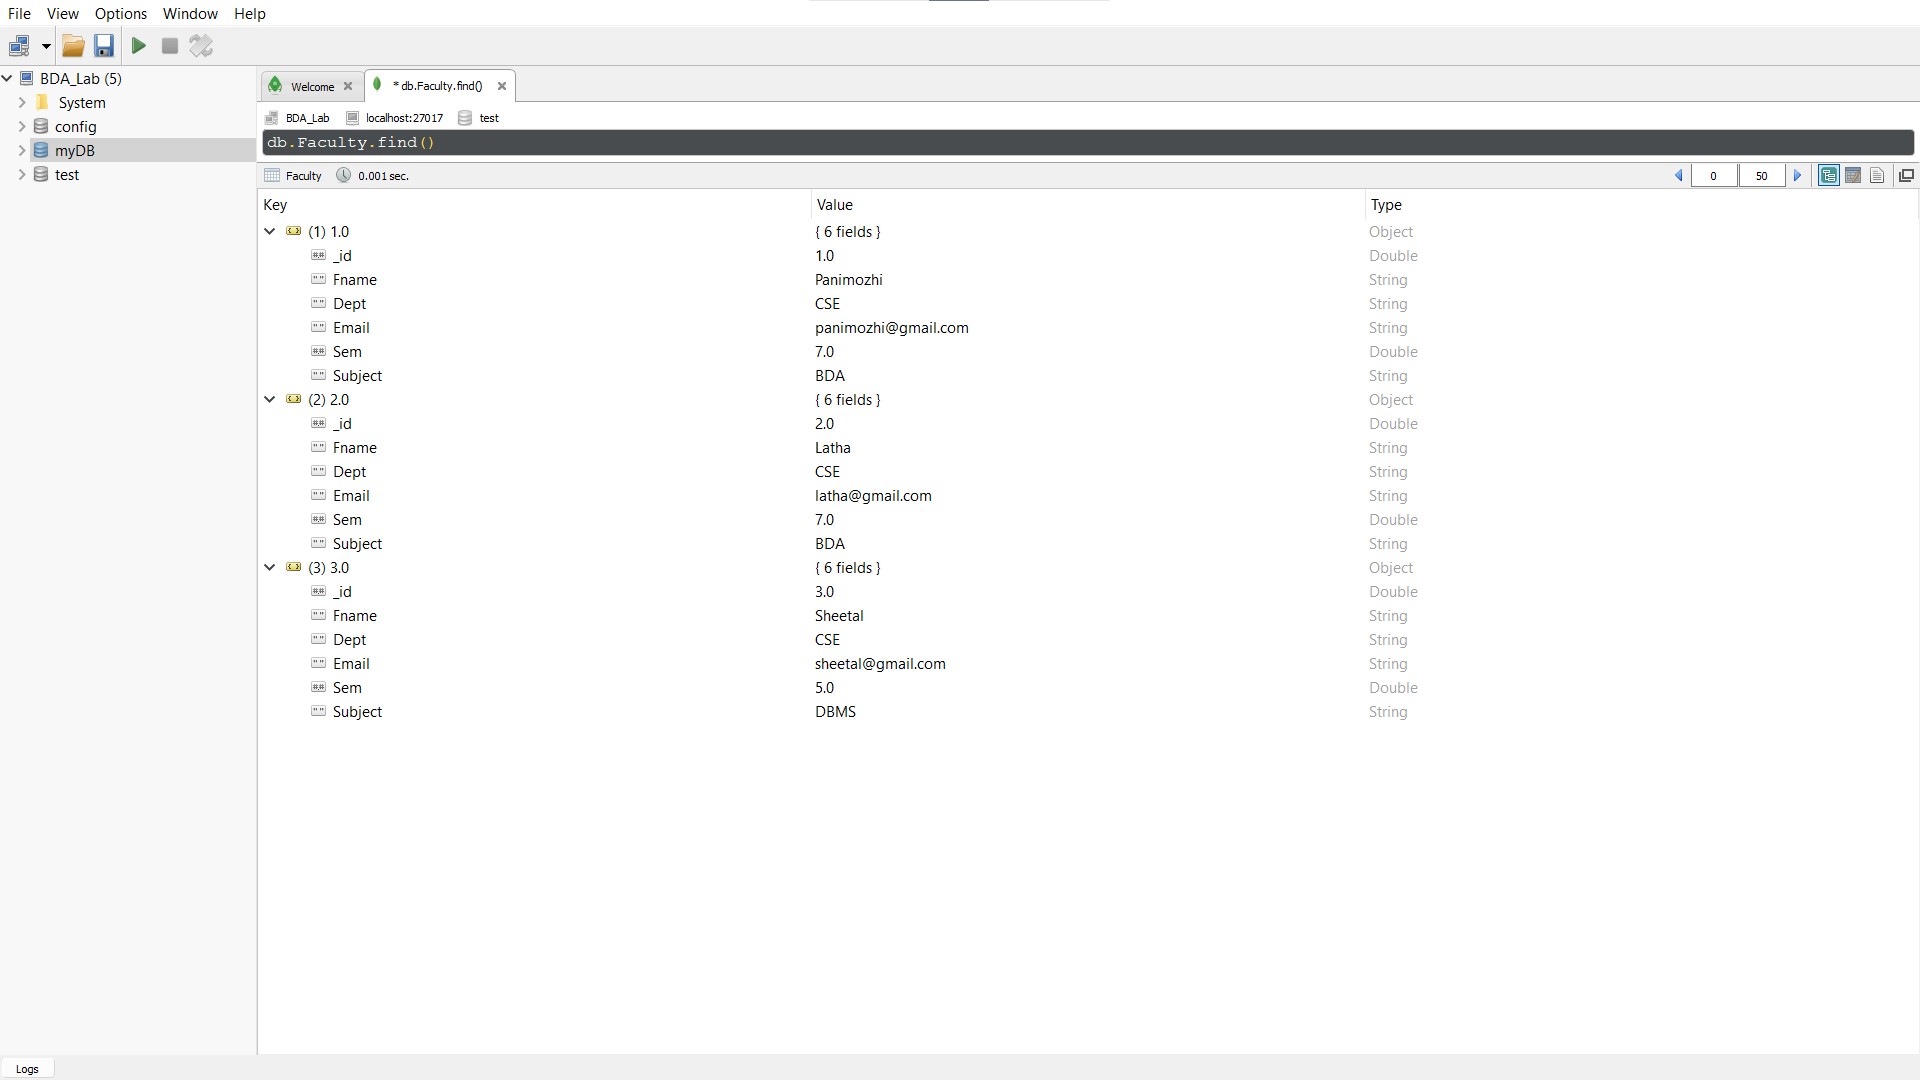 File View Options Window Help
BDA_Lab (5)
System
config
myDB
test
Welcome
* db.Faculty.find()
BDA_Lab localhost:27017 test
db.Faculty.find()
Faculty 0.001 sec. 0 50
Key Value Type
(1) 1.0 { 6 fields } Object
_id 1.0 Double
Fname Panimozhi String
Dept CSE String
Email panimozhi@gmail.com String
Sem 7.0 Double
Subject BDA String
(2) 2.0 { 6 fields } Object
_id 2.0 Double
Fname Latha String
Dept CSE String
Email latha@gmail.com String
Sem 7.0 Double
Subject BDA String
(3) 3.0 { 6 fields } Object
_id 3.0 Double
Fname Sheetal String
Dept CSE String
Email sheetal@gmail.com String
Sem 5.0 Double
Subject DBMS String
Logs